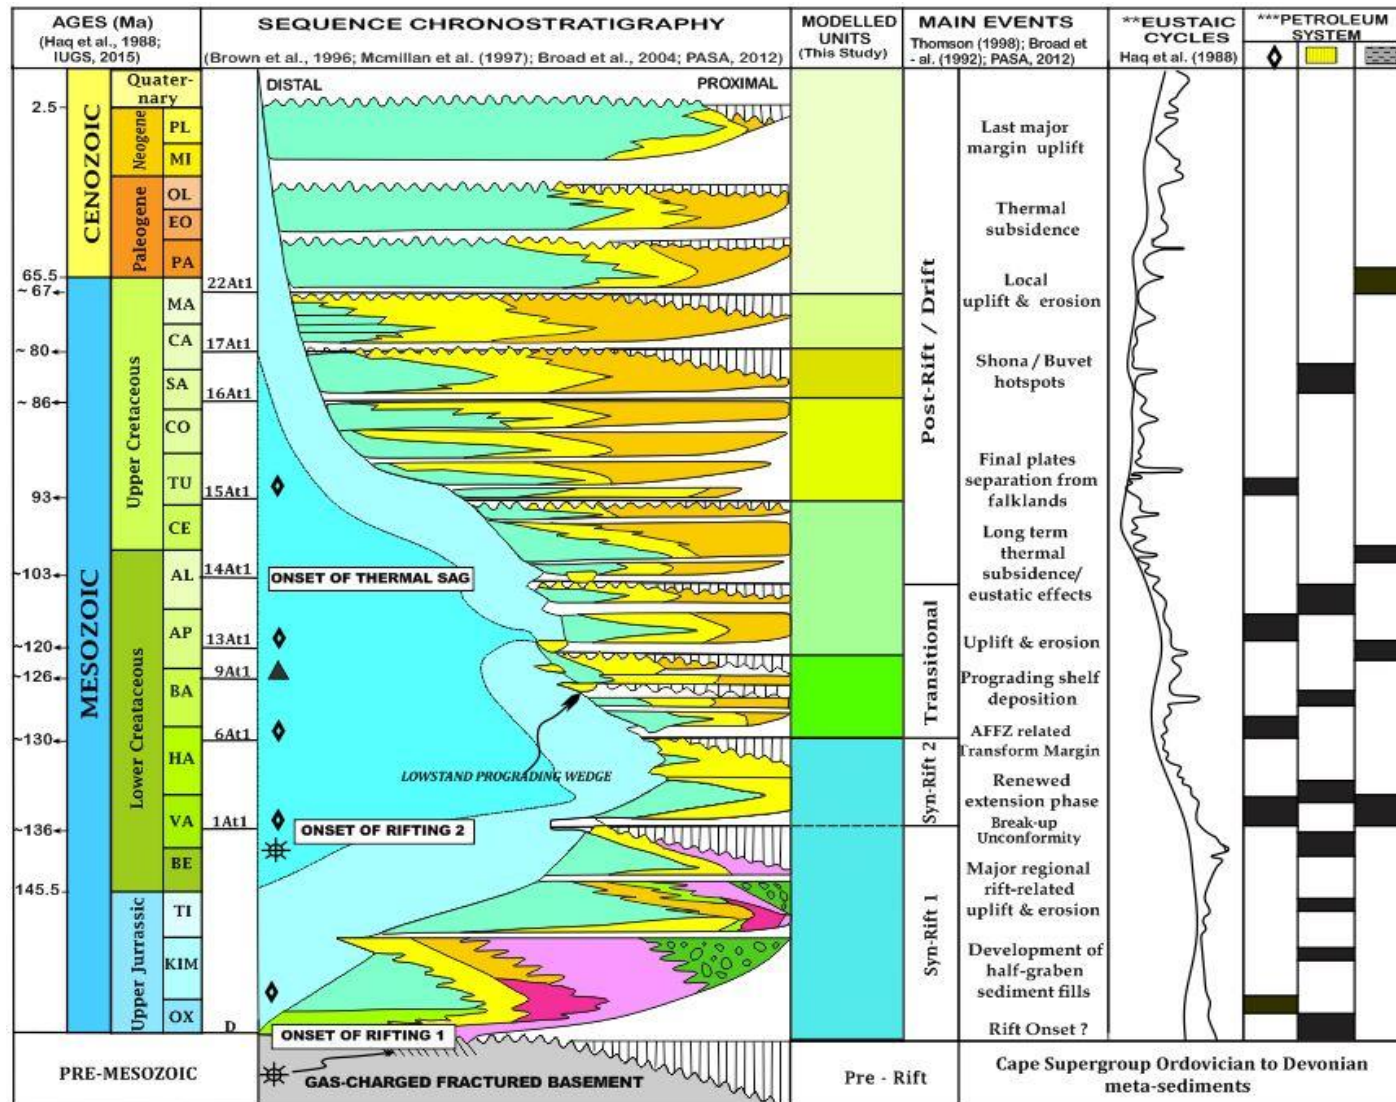 AGES (Ma)
(Haq et al., 1988;
IUGS, 2015)
SEQUENCE CHRONOSTRATIGRAPHY
(Brown et al., 1996; Mcmillan et al. (1997); Broad et al., 2004; PASA, 2012)
MODELLED
UNITS
(This Study)
MAIN EVENTS
Thomson (1998); Broad et
- al. (1992); PASA, 2012)
**EUSTAIC
CYCLES
Haq et al. (1988)
***PETROLEUM
SYSTEM
DISTAL
PROXIMAL
CENOZOIC
MESOZOIC
PRE-MESOZOIC
Quater-
nary
Neogene
Paleogene
Upper Cretaceous
Lower Creataceous
Upper Jurrassic
PL
MI
OL
EO
PA
MA
CA
SA
CO
TU
CE
AL
AP
BA
HA
VA
BE
TI
KIM
OX
2.5
65.5
~67
~ 80
~ 86
93
~103
~120
~126
~130
~136
145.5
22At1
17At1
16At1
15At1
14At1
13At1
9At1
6At1
1At1
D
ONSET OF THERMAL SAG
LOWSTAND PROGRADING WEDGE
ONSET OF RIFTING 2
ONSET OF RIFTING 1
GAS-CHARGED FRACTURED BASEMENT
Post-Rift / Drift
Transitional
Syn-Rift 2
Syn-Rift 1
Pre - Rift
Last major
margin uplift
Thermal
subsidence
Local
uplift & erosion
Shona / Buvet
hotspots
Final plates
separation from
falklands
Long term
thermal
subsidence/
eustatic effects
Uplift & erosion
Prograding shelf
deposition
AFFZ related
Transform Margin
Renewed
extension phase
Break-up
Unconformity
Major regional
rift-related
uplift & erosion
Development of
half-graben
sediment fills
Rift Onset ?
Cape Supergroup Ordovician to Devonian
meta-sediments